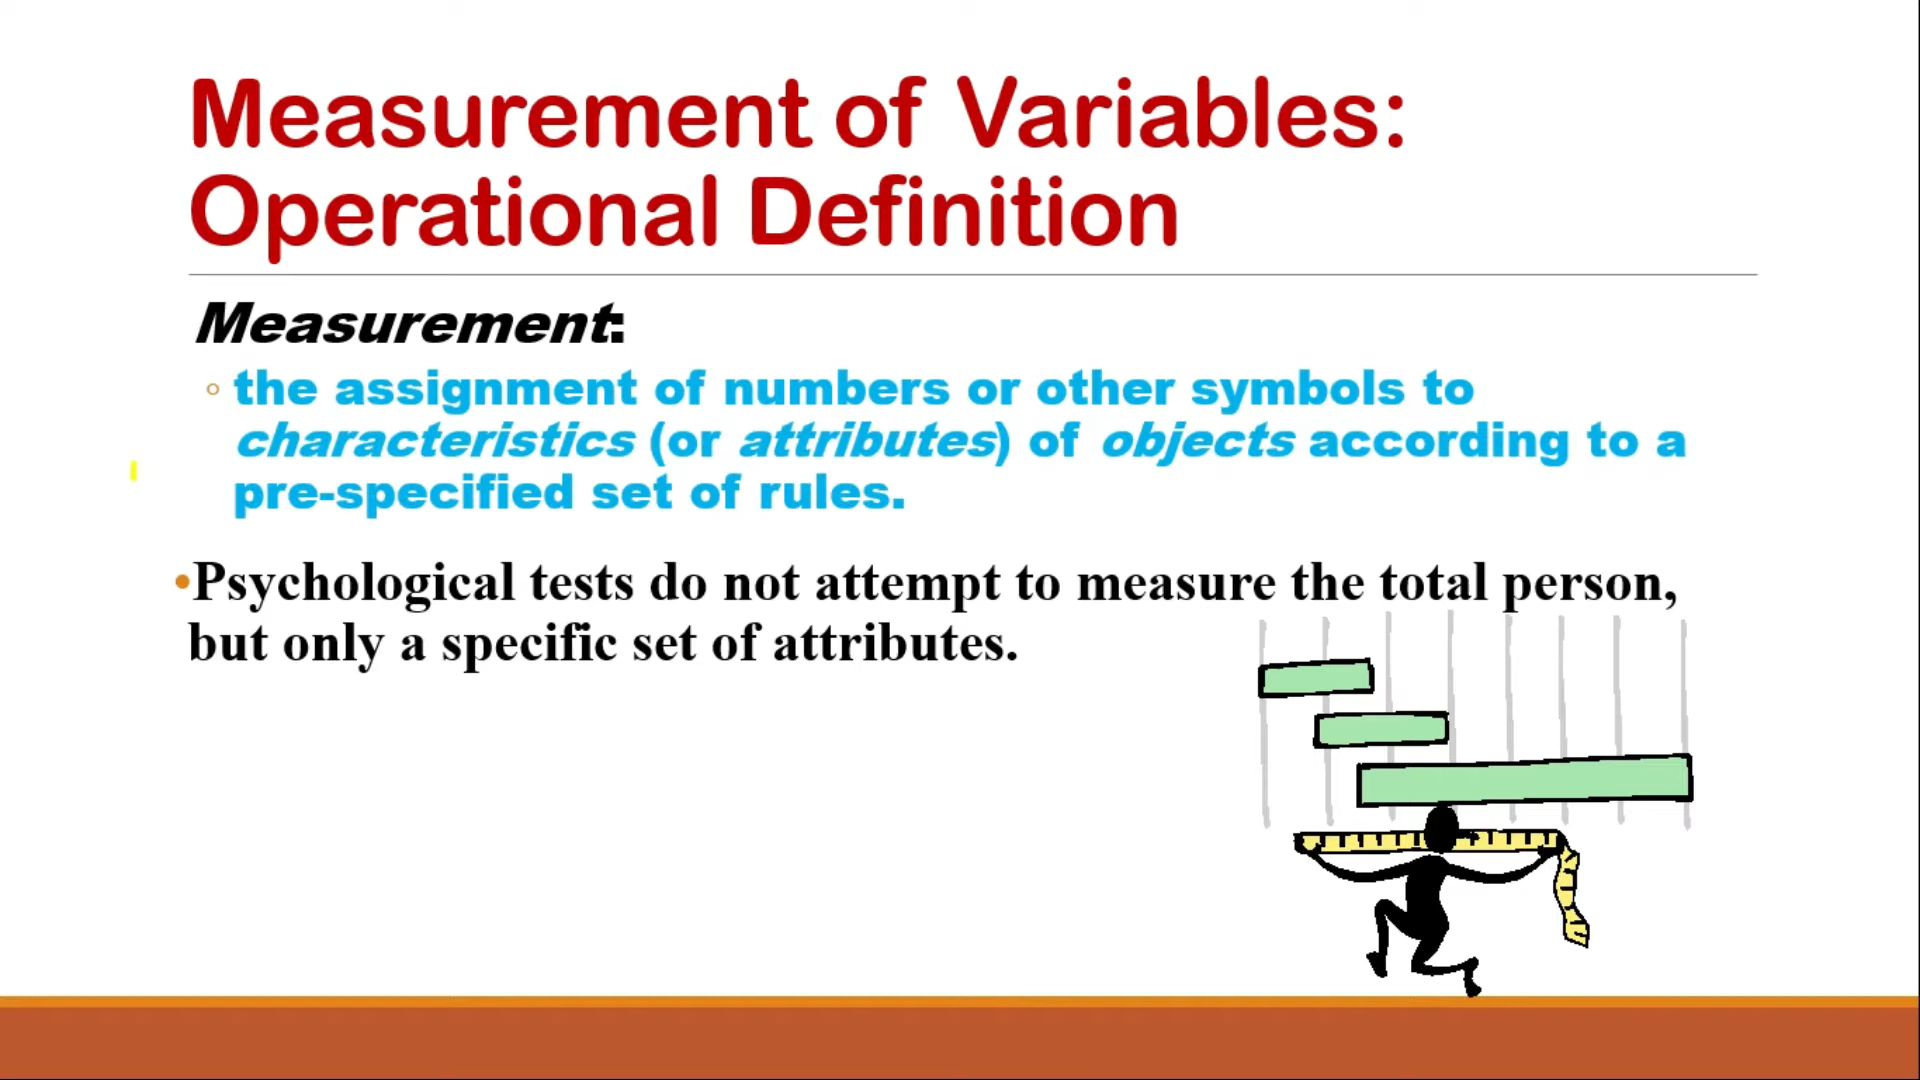 Measurement of Variables:
Operational Definition
Measurement:
◦ the assignment of numbers or other symbols to
characteristics (or attributes) of objects according to a
pre-specified set of rules.
•Psychological tests do not attempt to measure the total person,
but only a specific set of attributes.